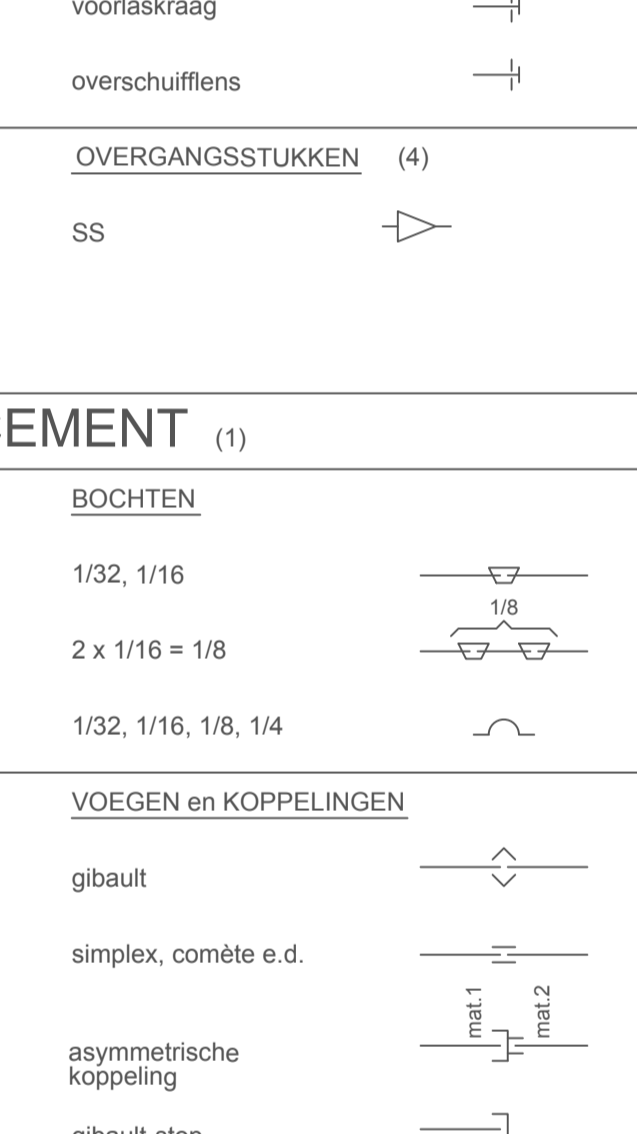 voorlaskraag
overschuifflens
OVERGANGSSTUKKEN (4)
SS
EMENT (1)
BOCHTEN
1/32, 1/16
1/8
2 x 1/16 = 1/8
1/32, 1/16, 1/8, 1/4
VOEGEN en KOPPELINGEN
gibault
simplex, comète e.d.
mat.1 mat.2
asymmetrische
koppeling
gibault stop